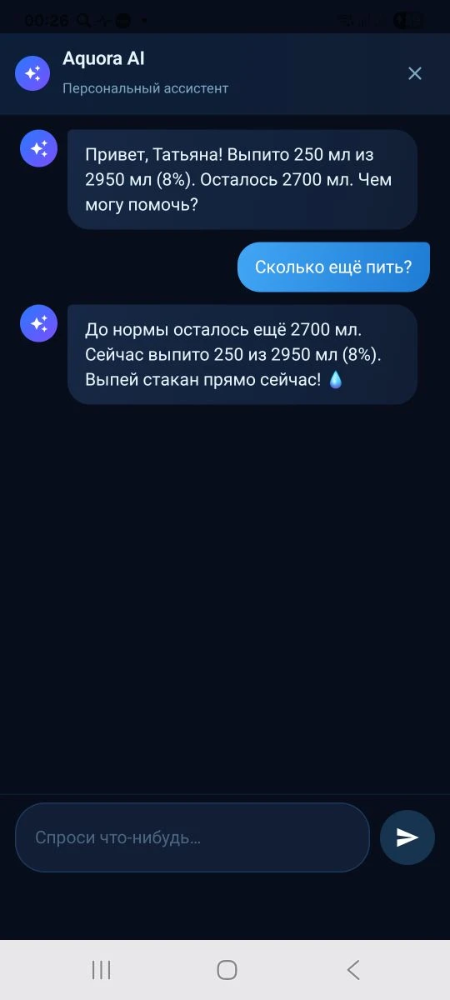 00:26
Aquora AI
Персональный ассистент
Привет, Татьяна! Выпито 250 мл из
2950 мл (8%). Осталось 2700 мл. Чем
могу помочь?
Сколько ещё пить?
До нормы осталось ещё 2700 мл.
Сейчас выпито 250 из 2950 мл (8%).
Выпей стакан прямо сейчас! 💧
Спроси что-нибудь...